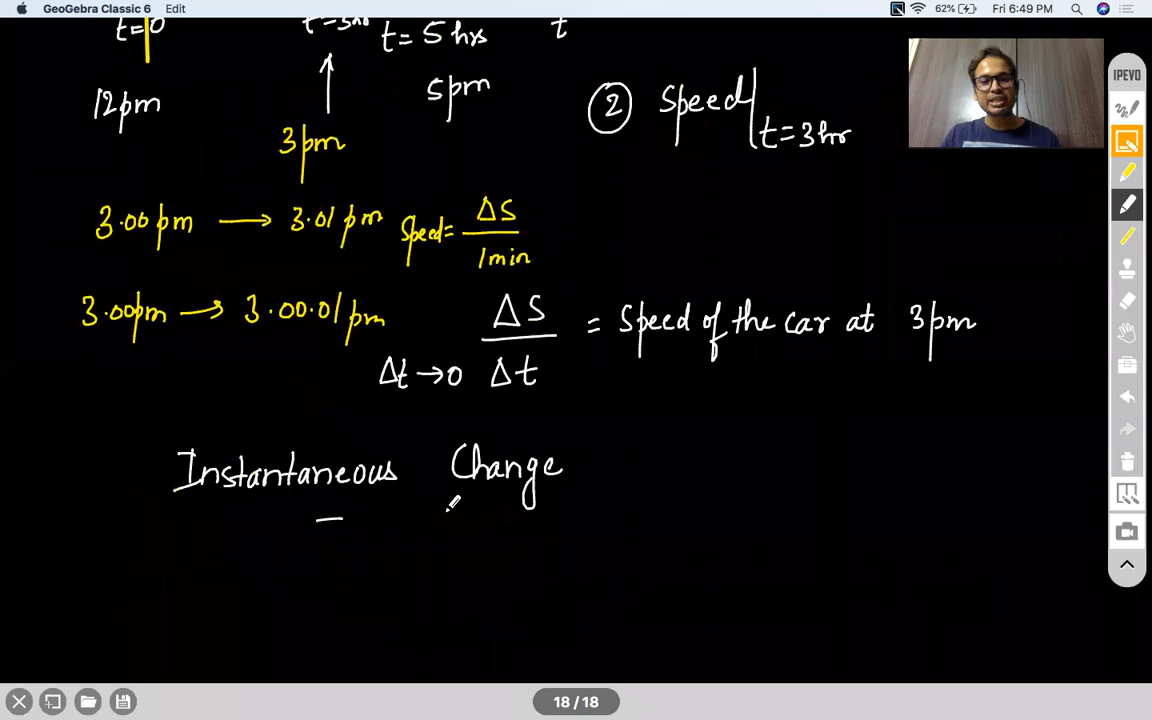 GeoGebra Classic 6 Edit 62% Fri 6:49 PM
t=0 t=3hr t=5hrs t
12pm 5pm
3pm
② Speed|t=3hr
IPEVO
3.00pm → 3.01pm Speed= ΔS
1min
3.00pm → 3.00.01pm ΔS = Speed of the car at 3pm
Δt→0 Δt
Instantaneous Change
18 / 18